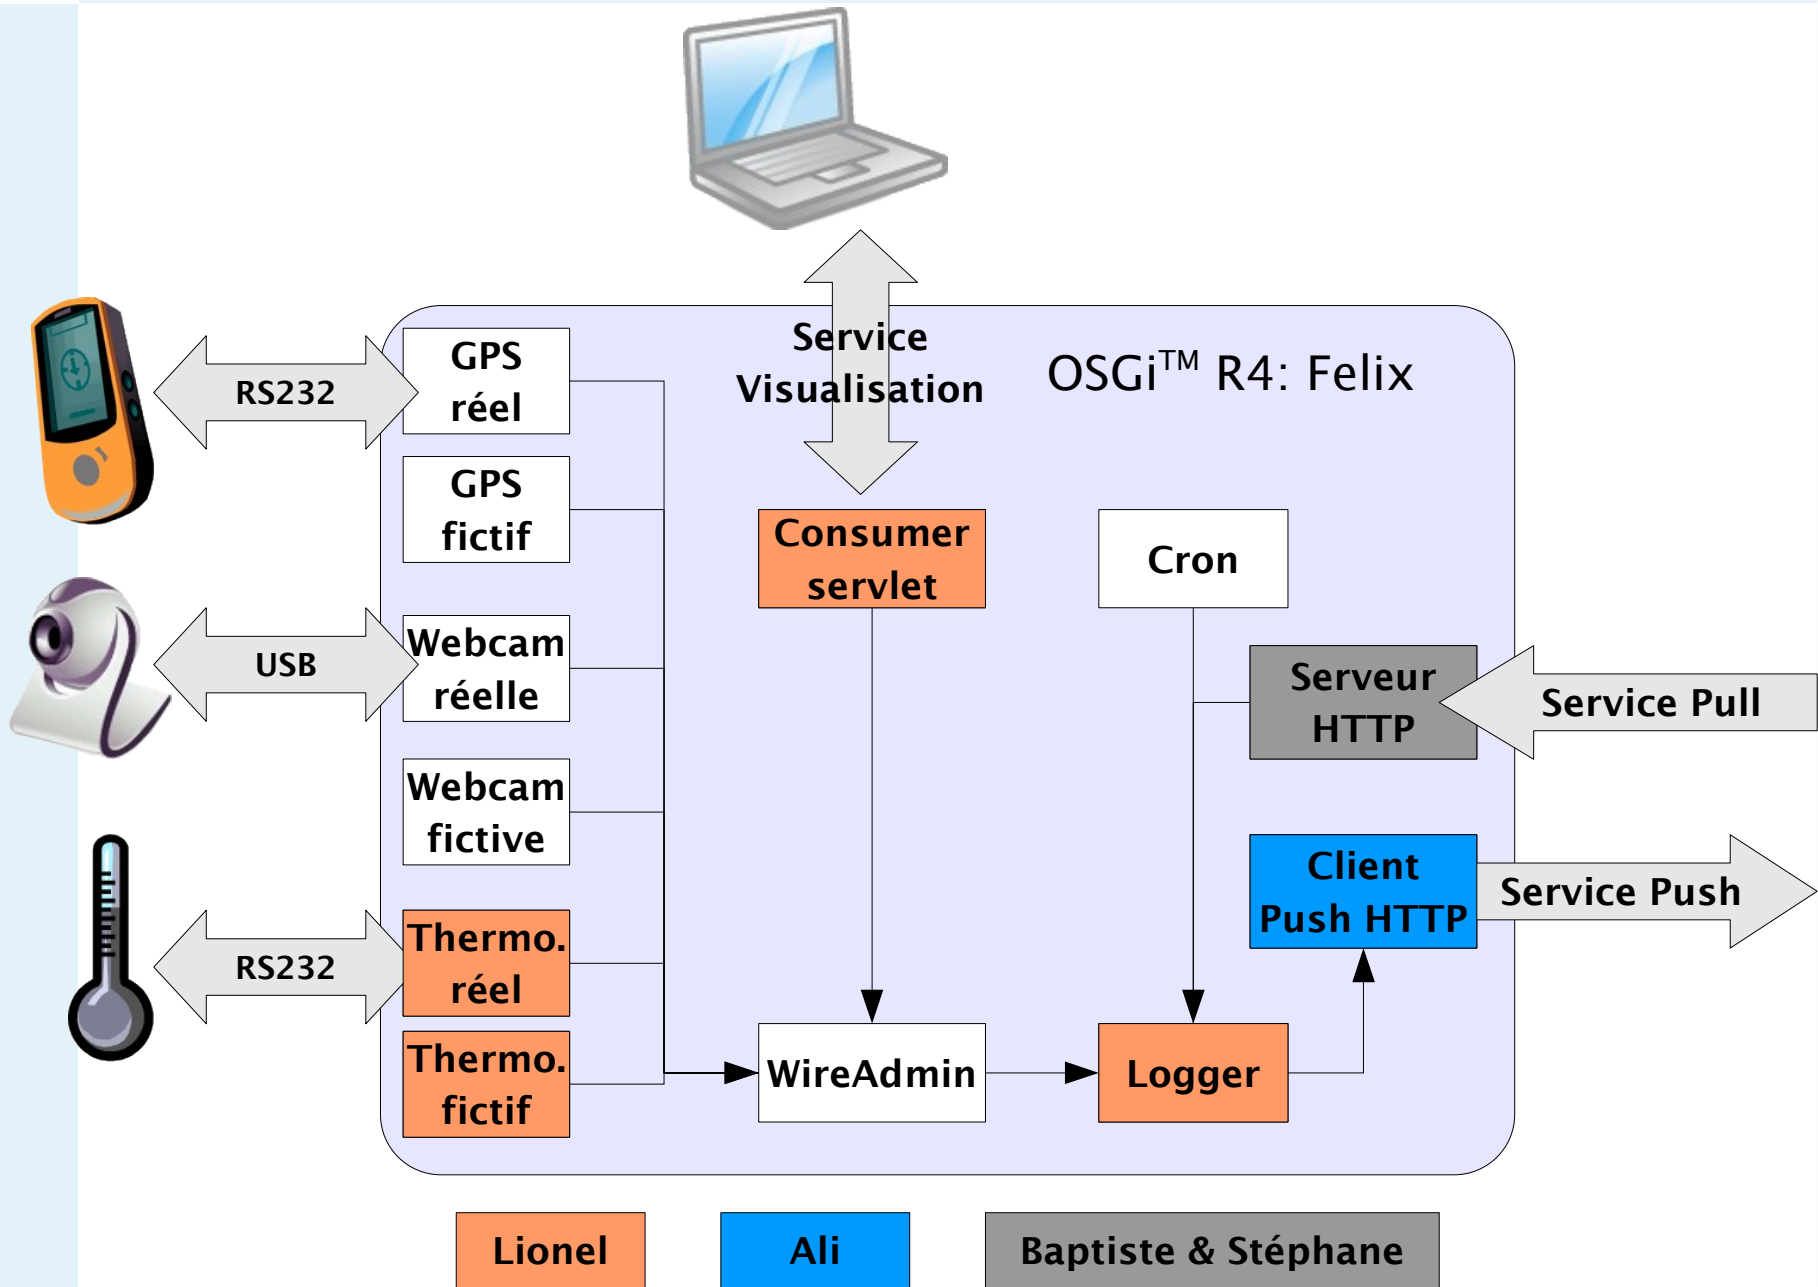 Service
Visualisation
OSGi™ R4: Felix
RS232
GPS
réel
GPS
fictif
Consumer
servlet
Cron
USB
Webcam
réelle
Serveur
HTTP
Service Pull
Webcam
fictive
Client
Push HTTP
Service Push
RS232
Thermo.
réel
Thermo.
fictif
WireAdmin
Logger
Lionel
Ali
Baptiste & Stéphane